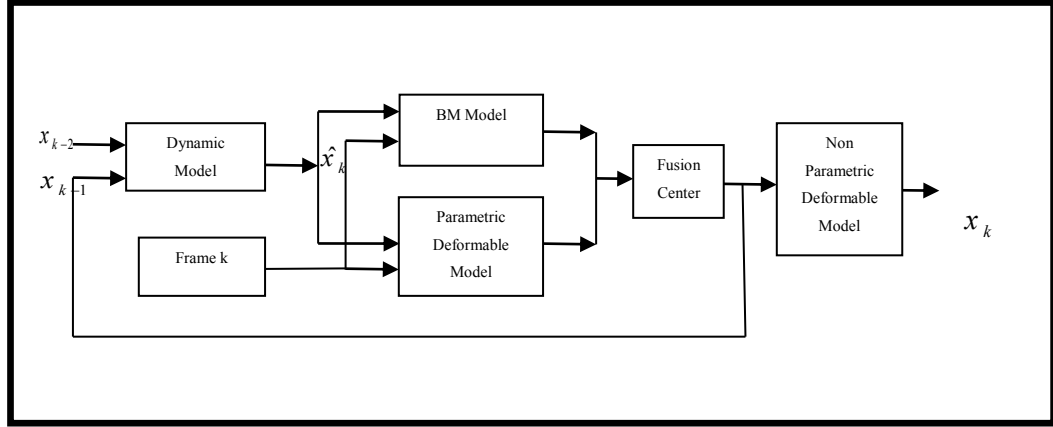 x_{k-2}
x_{k-1}
Dynamic
Model
Frame k
x̂_k
BM Model
Parametric
Deformable
Model
Fusion
Center
Non
Parametric
Deformable
Model
x_k